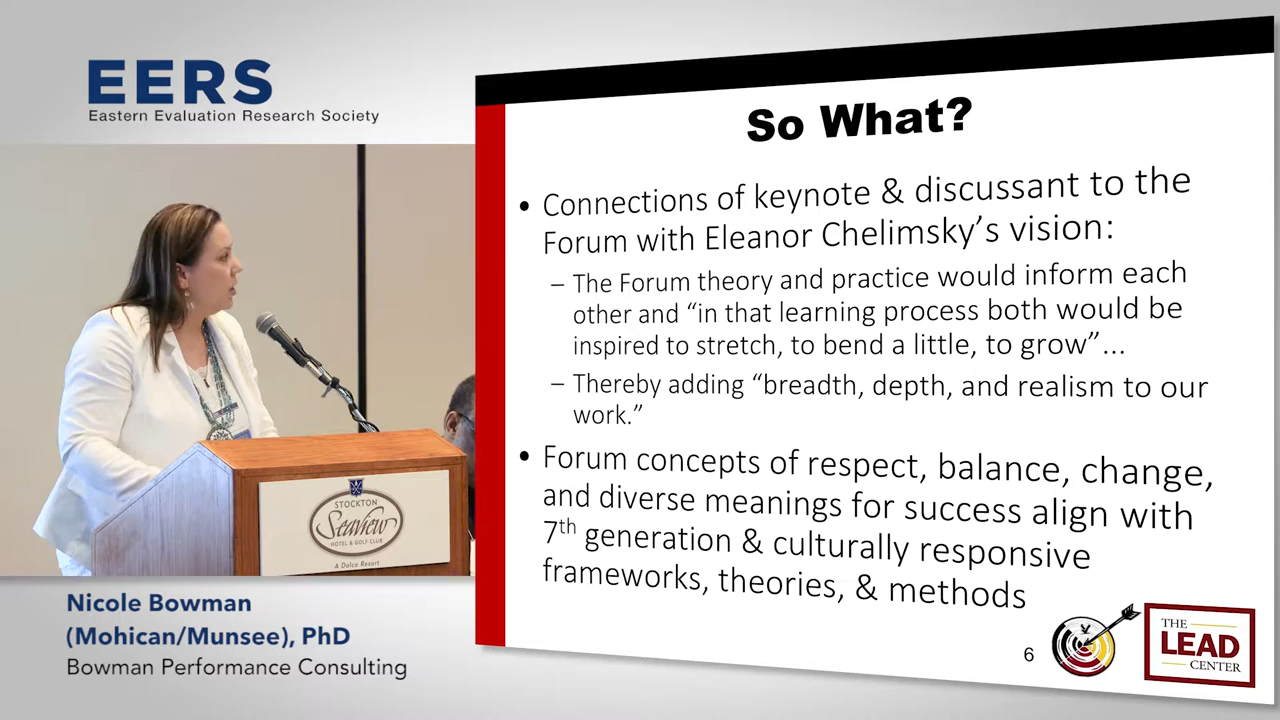 EERS
Eastern Evaluation Research Society
So What?
• Connections of keynote & discussant to the
Forum with Eleanor Chelimsky’s vision:
– The Forum theory and practice would inform each
other and “in that learning process both would be
inspired to stretch, to bend a little, to grow”...
– Thereby adding “breadth, depth, and realism to our
work.”
• Forum concepts of respect, balance, change,
and diverse meanings for success align with
7th generation & culturally responsive
frameworks, theories, & methods
6
THE
LEAD
CENTER
STOCKTON
Seaview
HOTEL & GOLF CLUB
A Dolce Resort
Nicole Bowman
(Mohican/Munsee), PhD
Bowman Performance Consulting